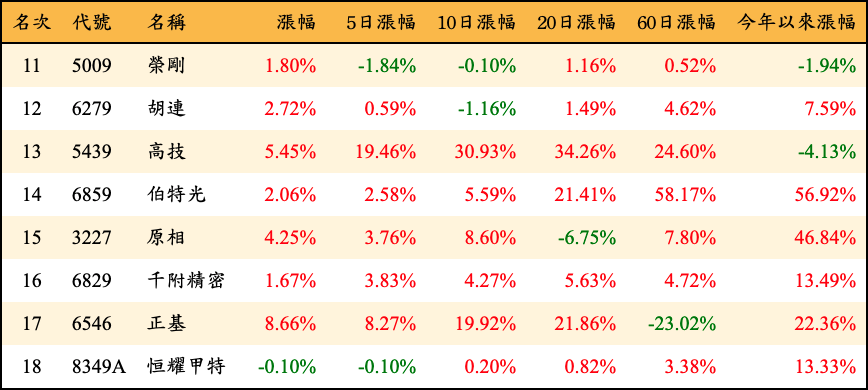 名次 代號 名稱 漲幅 5日漲幅 10日漲幅 20日漲幅 60日漲幅 今年以來漲幅
11 5009 榮剛 1.80% -1.84% -0.10% 1.16% 0.52% -1.94%
12 6279 胡連 2.72% 0.59% -1.16% 1.49% 4.62% 7.59%
13 5439 高技 5.45% 19.46% 30.93% 34.26% 24.60% -4.13%
14 6859 伯特光 2.06% 2.58% 5.59% 21.41% 58.17% 56.92%
15 3227 原相 4.25% 3.76% 8.60% -6.75% 7.80% 46.84%
16 6829 千附精密 1.67% 3.83% 4.27% 5.63% 4.72% 13.49%
17 6546 正基 8.66% 8.27% 19.92% 21.86% -23.02% 22.36%
18 8349A 恒耀甲特 -0.10% -0.10% 0.20% 0.82% 3.38% 13.33%